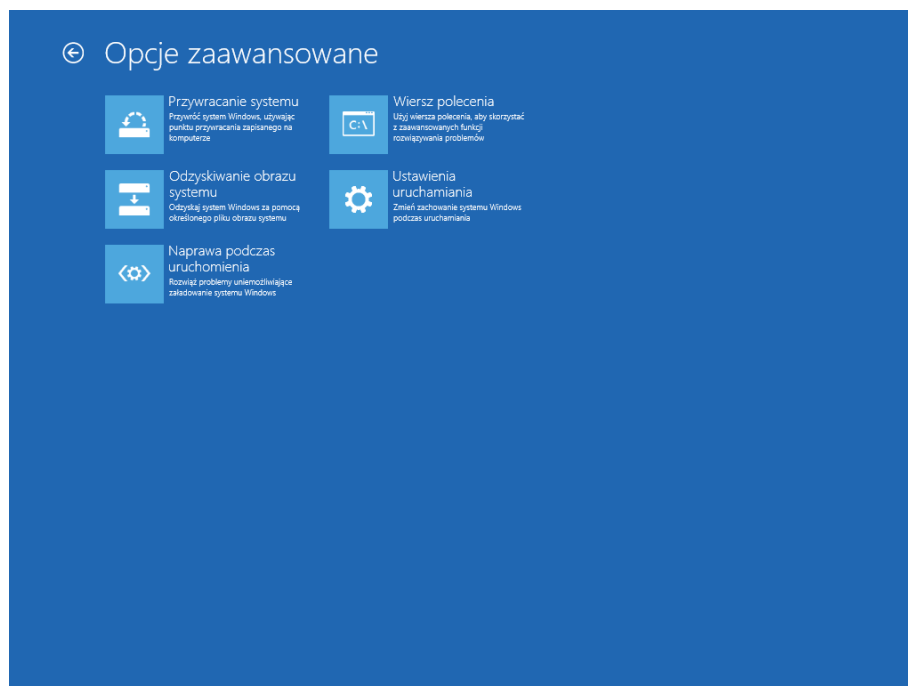 Opcje zaawansowane
Przywracanie systemu
Przywróć system Windows, używając
punktu przywracania zapisanego na
komputerze
Odzyskiwanie obrazu
systemu
Odzyskaj system Windows za pomocą
określonego pliku obrazu systemu
Naprawa podczas
uruchomienia
Rozwiąż problemy uniemożliwiające
załadowanie systemu Windows
C:\
Wiersz polecenia
Użyj wiersza polecenia, aby skorzystać
z zaawansowanych funkcji
rozwiązywania problemów
Ustawienia
uruchamiania
Zmień zachowanie systemu Windows
podczas uruchamiania